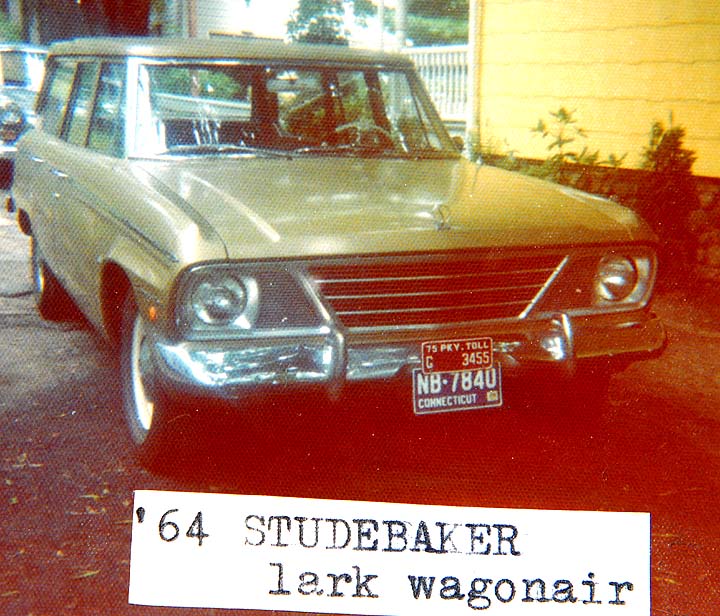 75 PKY. TOLL
G 3455
NB·7840
CONNECTICUT
'64 STUDEBAKER
lark wagonair